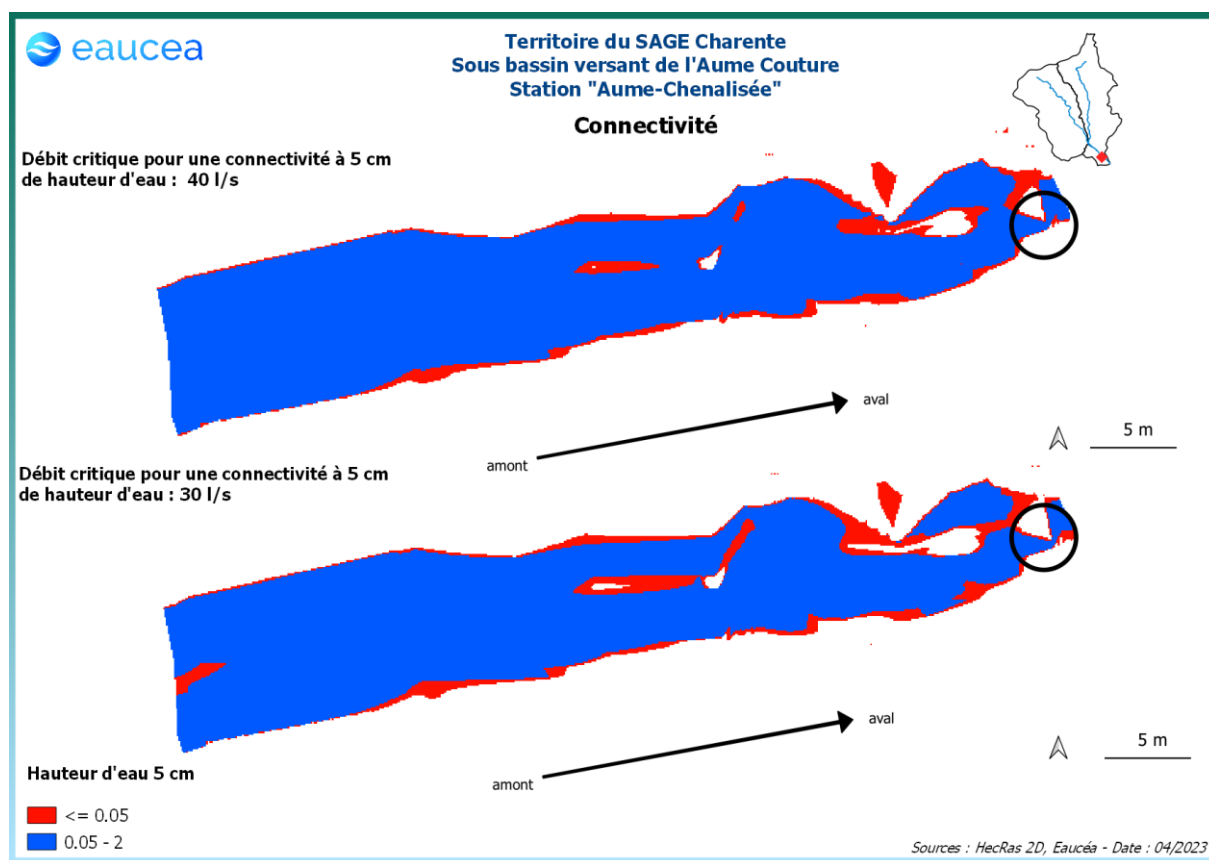 eaucea
Territoire du SAGE Charente
Sous bassin versant de l'Aume Couture
Station "Aume-Chenalisée"
Connectivité
Débit critique pour une connectivité à 5 cm
de hauteur d'eau : 40 l/s
aval
amont
5 m
Débit critique pour une connectivité à 5 cm
de hauteur d'eau : 30 l/s
aval
amont
5 m
Hauteur d'eau 5 cm
<= 0.05
0.05 - 2
Sources : HecRas 2D, Eaucéa - Date : 04/2023